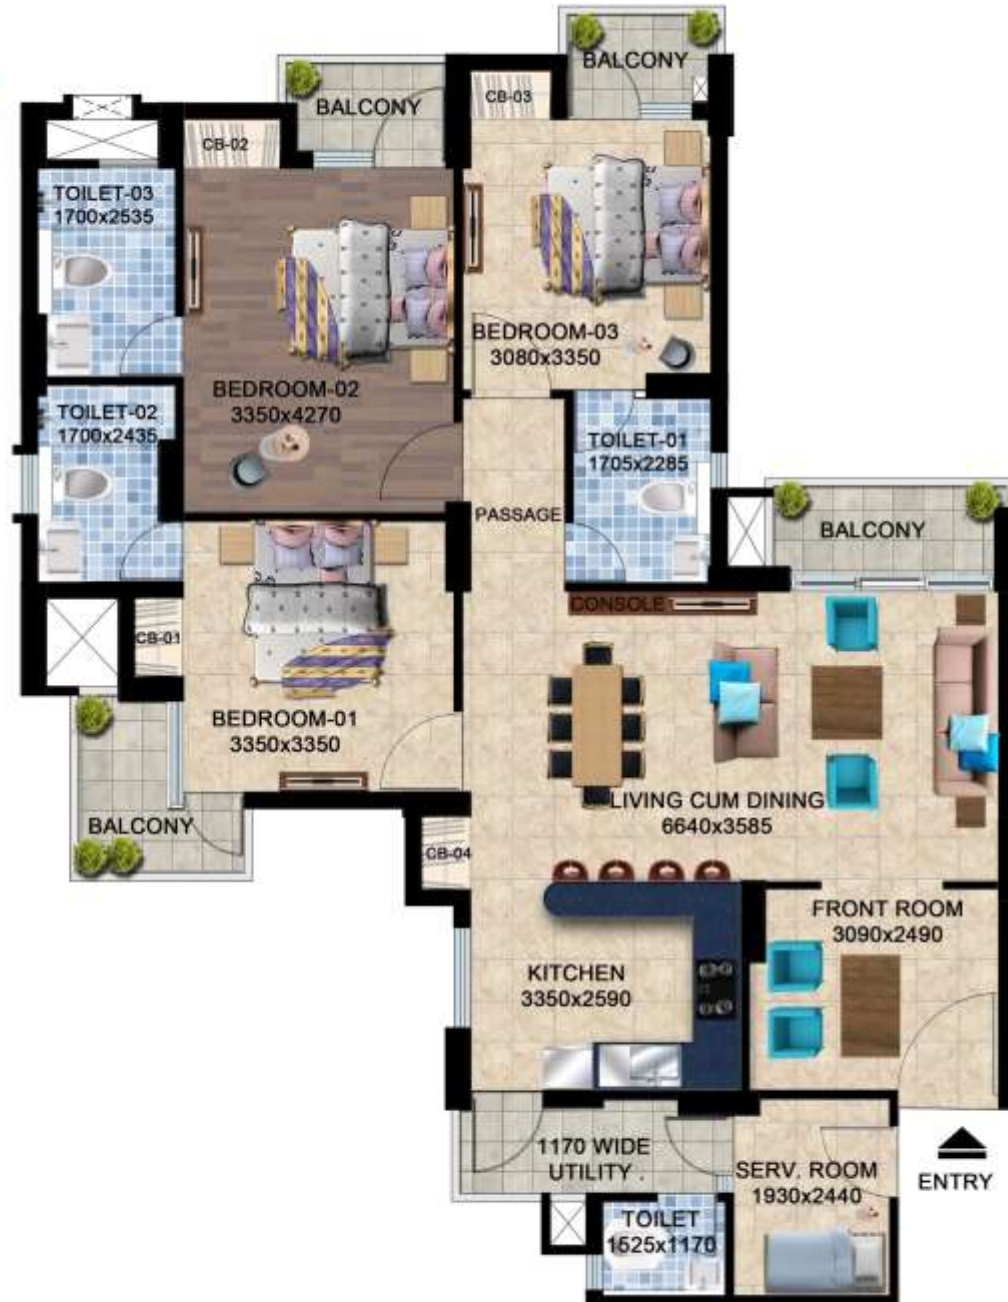 BALCONY
BALCONY
CB-03
CB-02
TOILET-03
1700x2535
BEDROOM-03
3080x3350
BEDROOM-02
3350x4270
TOILET-02
1700x2435
TOILET-01
1705x2285
PASSAGE
BALCONY
CONSOLE
CB-01
BEDROOM-01
3350x3350
LIVING CUM DINING
6640x3585
BALCONY
CB-04
FRONT ROOM
3090x2490
KITCHEN
3350x2590
1170 WIDE
UTILITY .
SERV. ROOM
1930x2440
ENTRY
TOILET
1525x1170